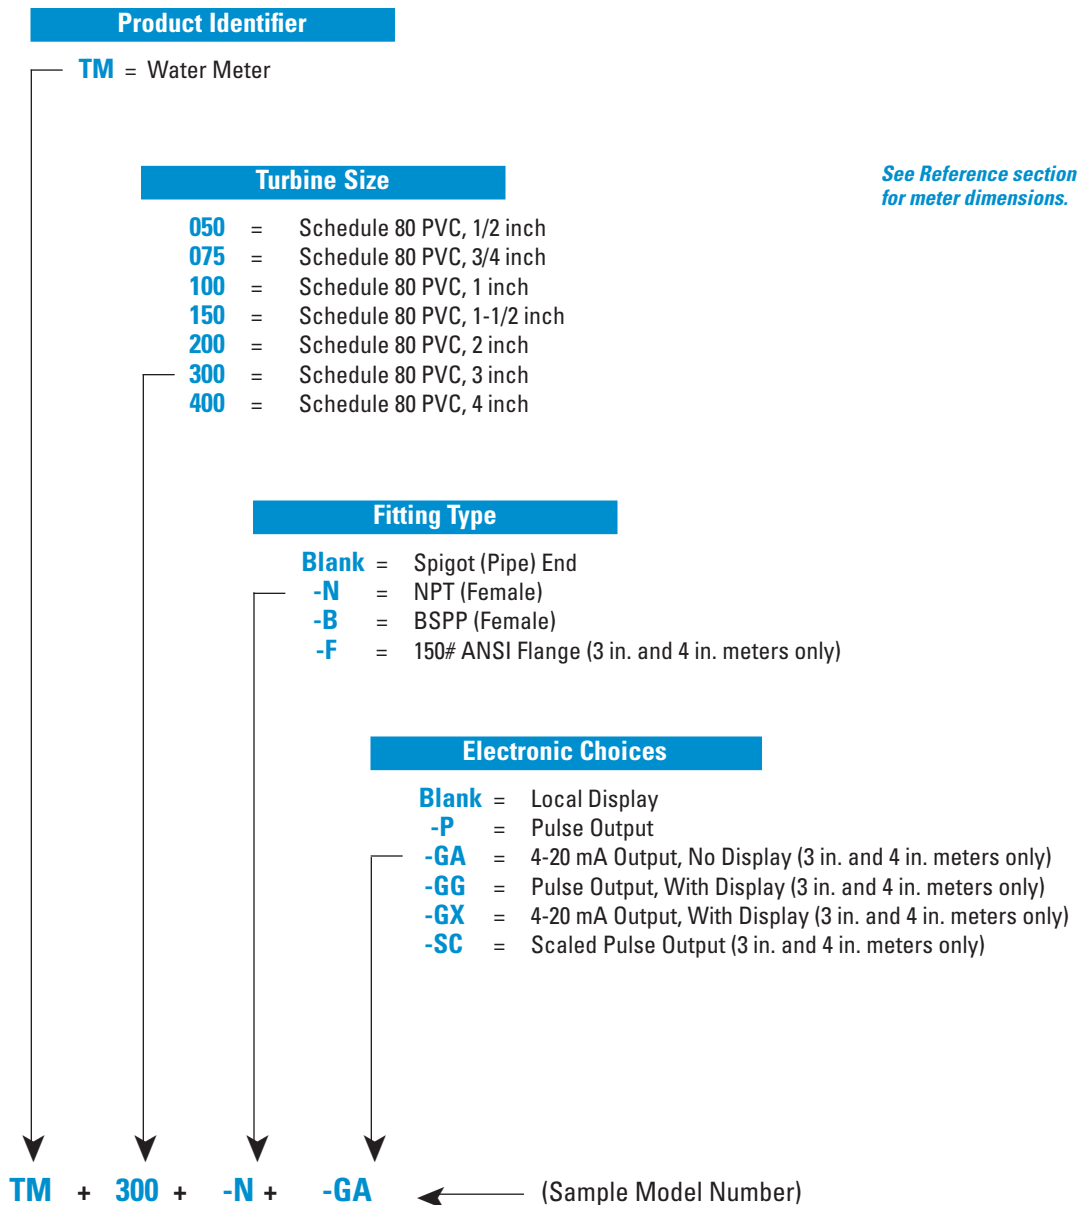 Product Identifier
TM = Water Meter
Turbine Size
See Reference section
for meter dimensions.
050 = Schedule 80 PVC, 1/2 inch
075 = Schedule 80 PVC, 3/4 inch
100 = Schedule 80 PVC, 1 inch
150 = Schedule 80 PVC, 1-1/2 inch
200 = Schedule 80 PVC, 2 inch
300 = Schedule 80 PVC, 3 inch
400 = Schedule 80 PVC, 4 inch
Fitting Type
Blank = Spigot (Pipe) End
-N = NPT (Female)
-B = BSPP (Female)
-F = 150# ANSI Flange (3 in. and 4 in. meters only)
Electronic Choices
Blank = Local Display
-P = Pulse Output
-GA = 4-20 mA Output, No Display (3 in. and 4 in. meters only)
-GG = Pulse Output, With Display (3 in. and 4 in. meters only)
-GX = 4-20 mA Output, With Display (3 in. and 4 in. meters only)
-SC = Scaled Pulse Output (3 in. and 4 in. meters only)
TM + 300 + -N + -GA (Sample Model Number)